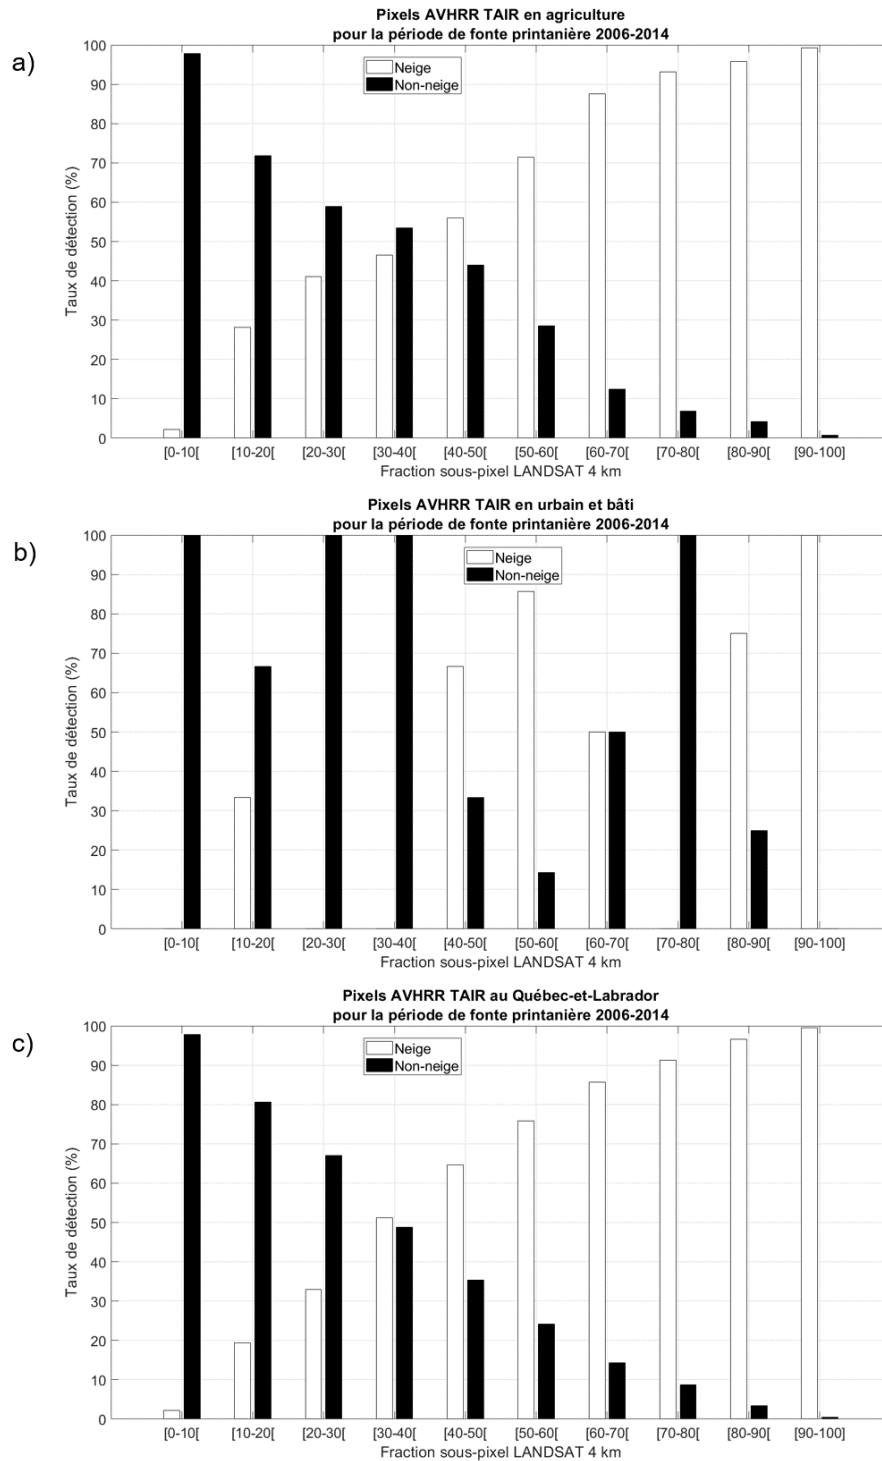 a)
Pixels AVHRR TAIR en agriculture
pour la période de fonte printanière 2006-2014
Neige
Non-neige
Taux de détection (%)
100
90
80
70
60
50
40
30
20
10
0
[0-10[ [10-20[ [20-30[ [30-40[ [40-50[ [50-60[ [60-70[ [70-80[ [80-90[ [90-100]
Fraction sous-pixel LANDSAT 4 km
b)
Pixels AVHRR TAIR en urbain et bâti
pour la période de fonte printanière 2006-2014
Neige
Non-neige
Taux de détection (%)
100
90
80
70
60
50
40
30
20
10
0
[0-10[ [10-20[ [20-30[ [30-40[ [40-50[ [50-60[ [60-70[ [70-80[ [80-90[ [90-100]
Fraction sous-pixel LANDSAT 4 km
c)
Pixels AVHRR TAIR au Québec-et-Labrador
pour la période de fonte printanière 2006-2014
Neige
Non-neige
Taux de détection (%)
100
90
80
70
60
50
40
30
20
10
0
[0-10[ [10-20[ [20-30[ [30-40[ [40-50[ [50-60[ [60-70[ [70-80[ [80-90[ [90-100]
Fraction sous-pixel LANDSAT 4 km